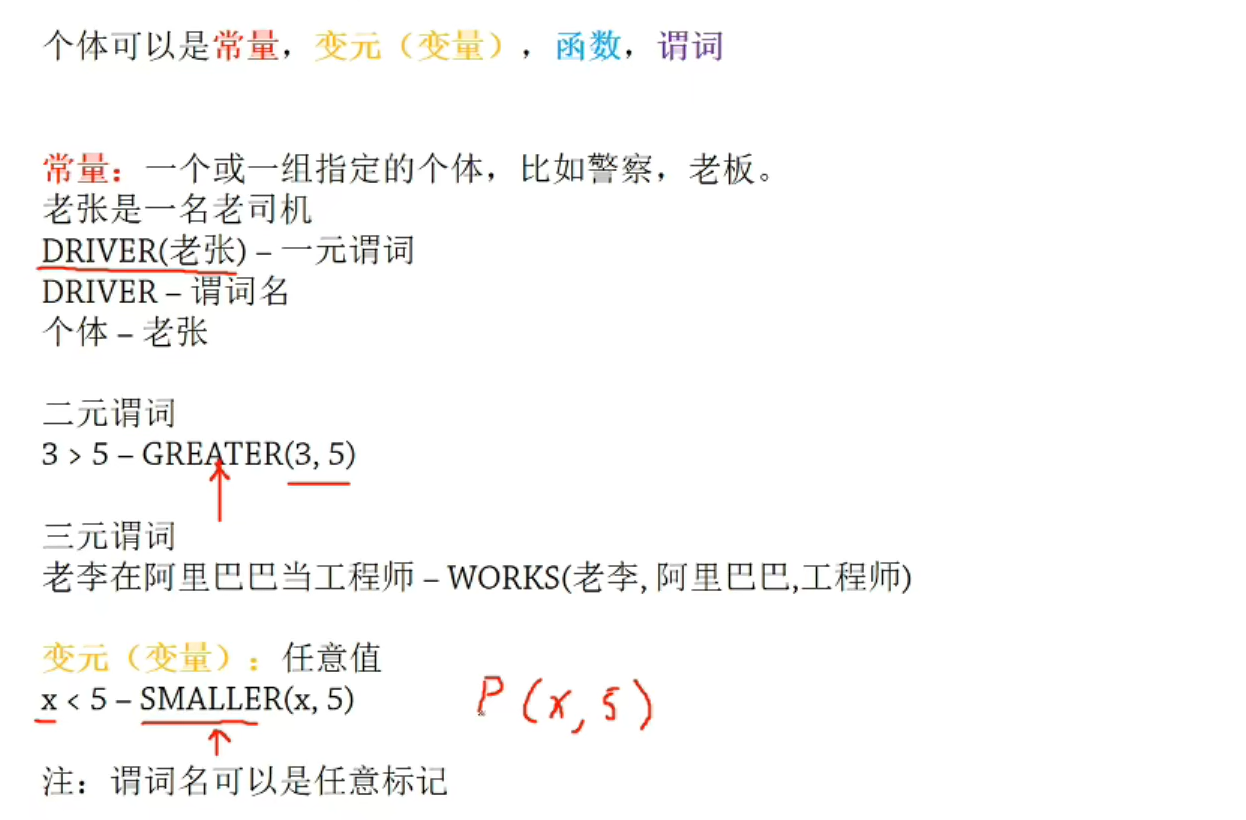 个体可以是常量，变元（变量），函数，谓词
常量：一个或一组指定的个体，比如警察，老板。
老张是一名老司机
DRIVER(老张) – 一元谓词
DRIVER – 谓词名
个体 – 老张
二元谓词
3 > 5 – GREATER(3, 5)
三元谓词
老李在阿里巴巴当工程师 – WORKS(老李, 阿里巴巴,工程师)
变元（变量）：任意值
x < 5 – SMALLER(x, 5)
P(x, 5)
注：谓词名可以是任意标记